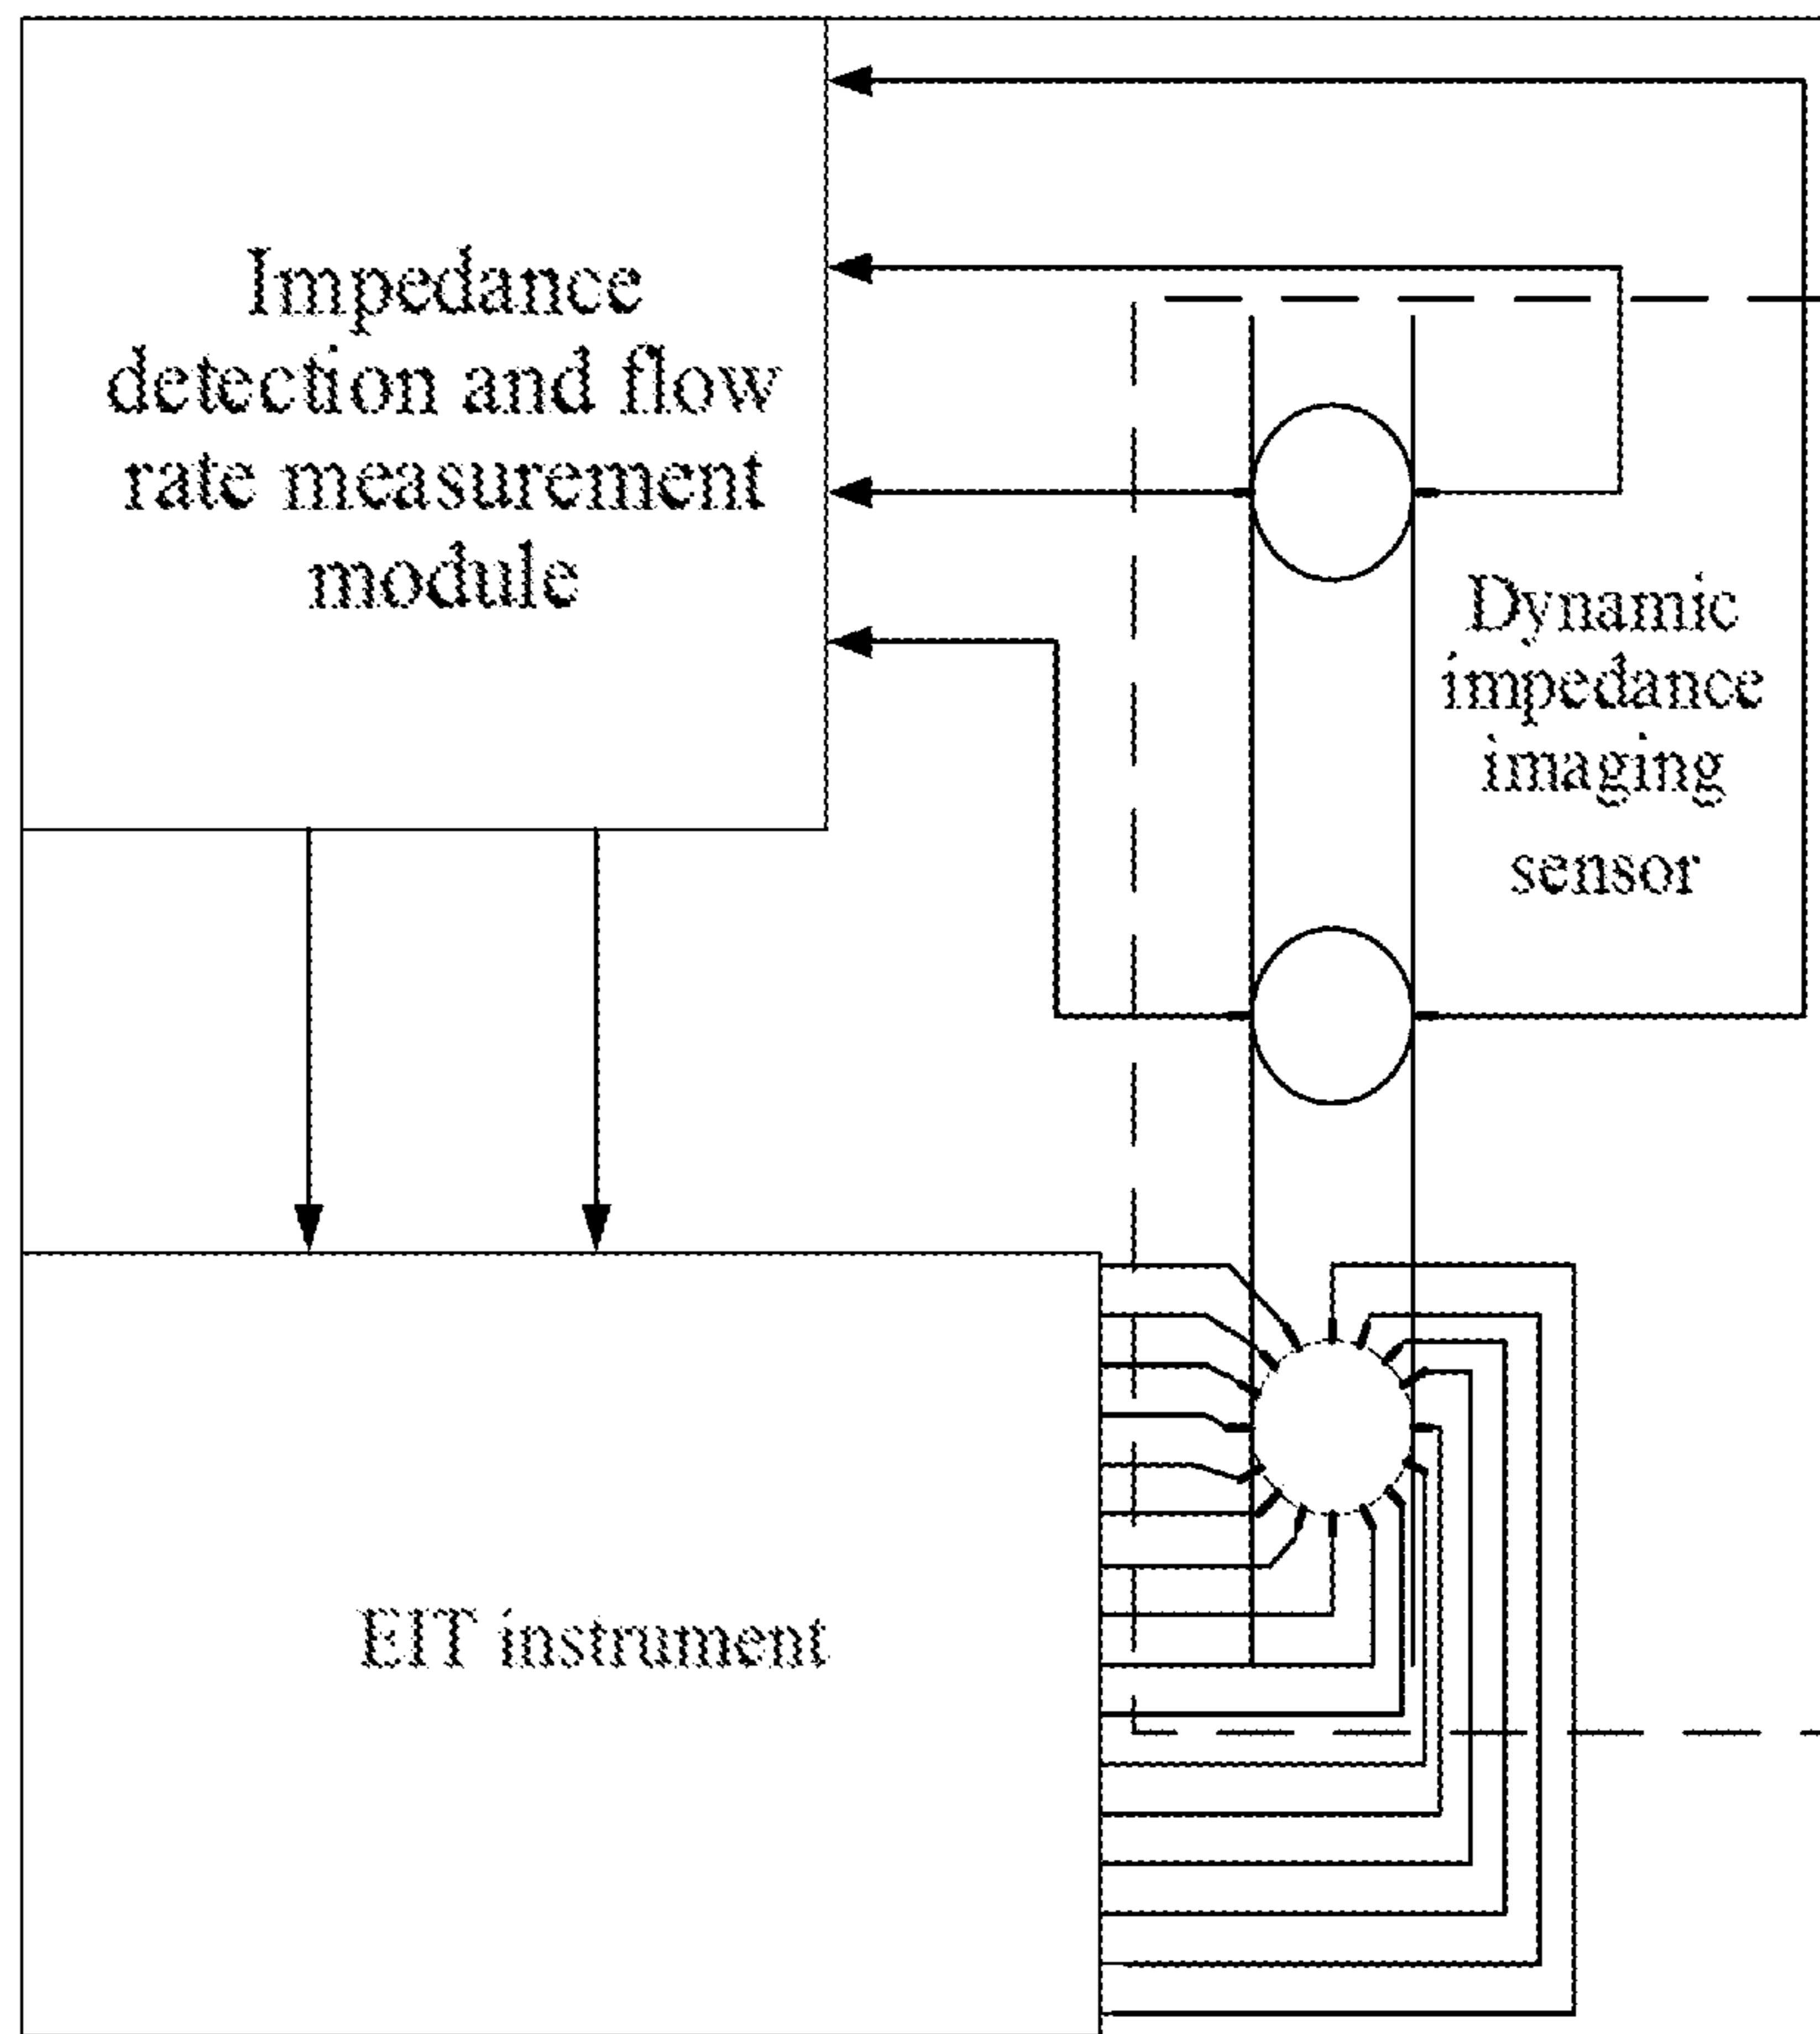 Impedance
detection and flow
rate measurement
module
Dynamic
impedance
imaging
sensor
EIT instrument